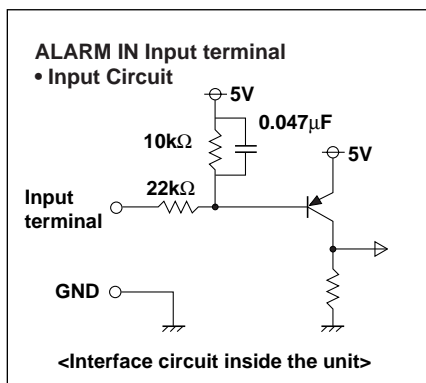 ALARM IN Input terminal
• Input Circuit
5V
0.047µF
10kΩ
5V
22kΩ
Input
terminal
GND
<Interface circuit inside the unit>